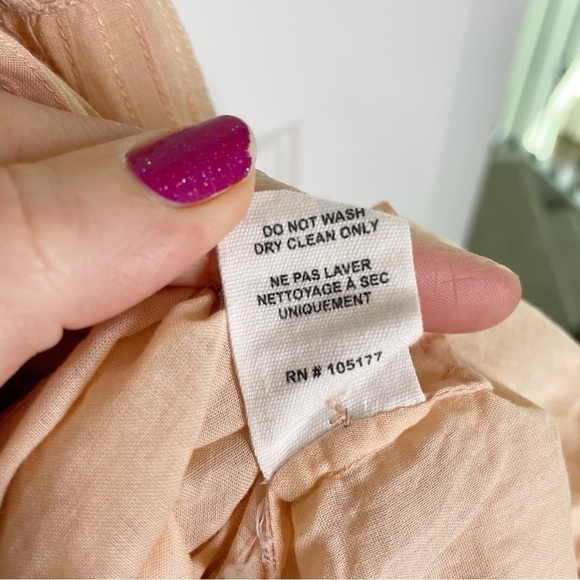 DO NOT WASH
DRY CLEAN ONLY
NE PAS LAVER
NETTOYAGE À SEC
UNIQUEMENT
RN # 105177